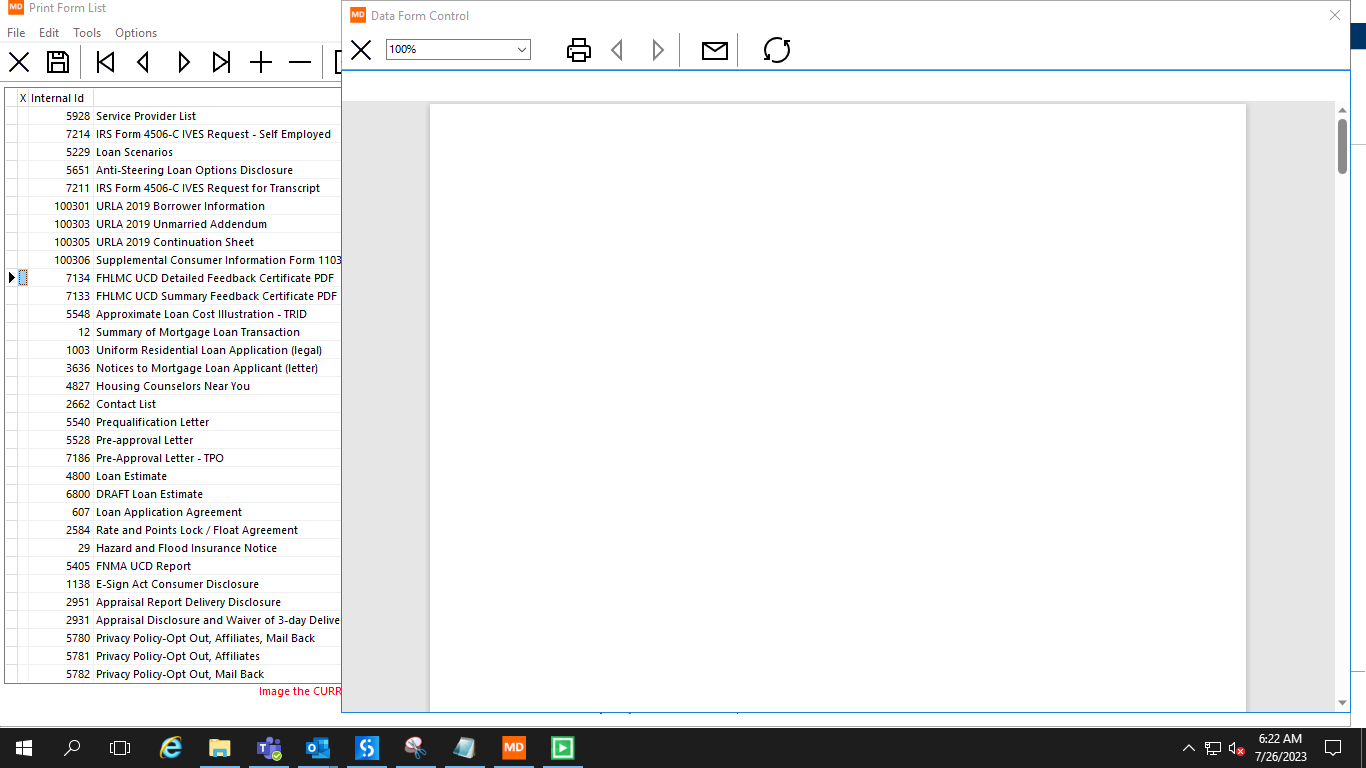 MD Print Form List
MD Data Form Control
File Edit Tools Options
100%
X Internal Id
5928 Service Provider List
7214 IRS Form 4506-C IVES Request - Self Employed
5229 Loan Scenarios
5651 Anti-Steering Loan Options Disclosure
7211 IRS Form 4506-C IVES Request for Transcript
100301 URLA 2019 Borrower Information
100303 URLA 2019 Unmarried Addendum
100305 URLA 2019 Continuation Sheet
100306 Supplemental Consumer Information Form 1103
7134 FHLMC UCD Detailed Feedback Certificate PDF
7133 FHLMC UCD Summary Feedback Certificate PDF
5548 Approximate Loan Cost Illustration - TRID
12 Summary of Mortgage Loan Transaction
1003 Uniform Residential Loan Application (legal)
3636 Notices to Mortgage Loan Applicant (letter)
4827 Housing Counselors Near You
2662 Contact List
5540 Prequalification Letter
5528 Pre-approval Letter
7186 Pre-Approval Letter - TPO
4800 Loan Estimate
6800 DRAFT Loan Estimate
607 Loan Application Agreement
2584 Rate and Points Lock / Float Agreement
29 Hazard and Flood Insurance Notice
5405 FNMA UCD Report
1138 E-Sign Act Consumer Disclosure
2951 Appraisal Report Delivery Disclosure
2931 Appraisal Disclosure and Waiver of 3-day Delive
5780 Privacy Policy-Opt Out, Affiliates, Mail Back
5781 Privacy Policy-Opt Out, Affiliates
5782 Privacy Policy-Opt Out, Mail Back
Image the CURR
MD
6:22 AM
7/26/2023